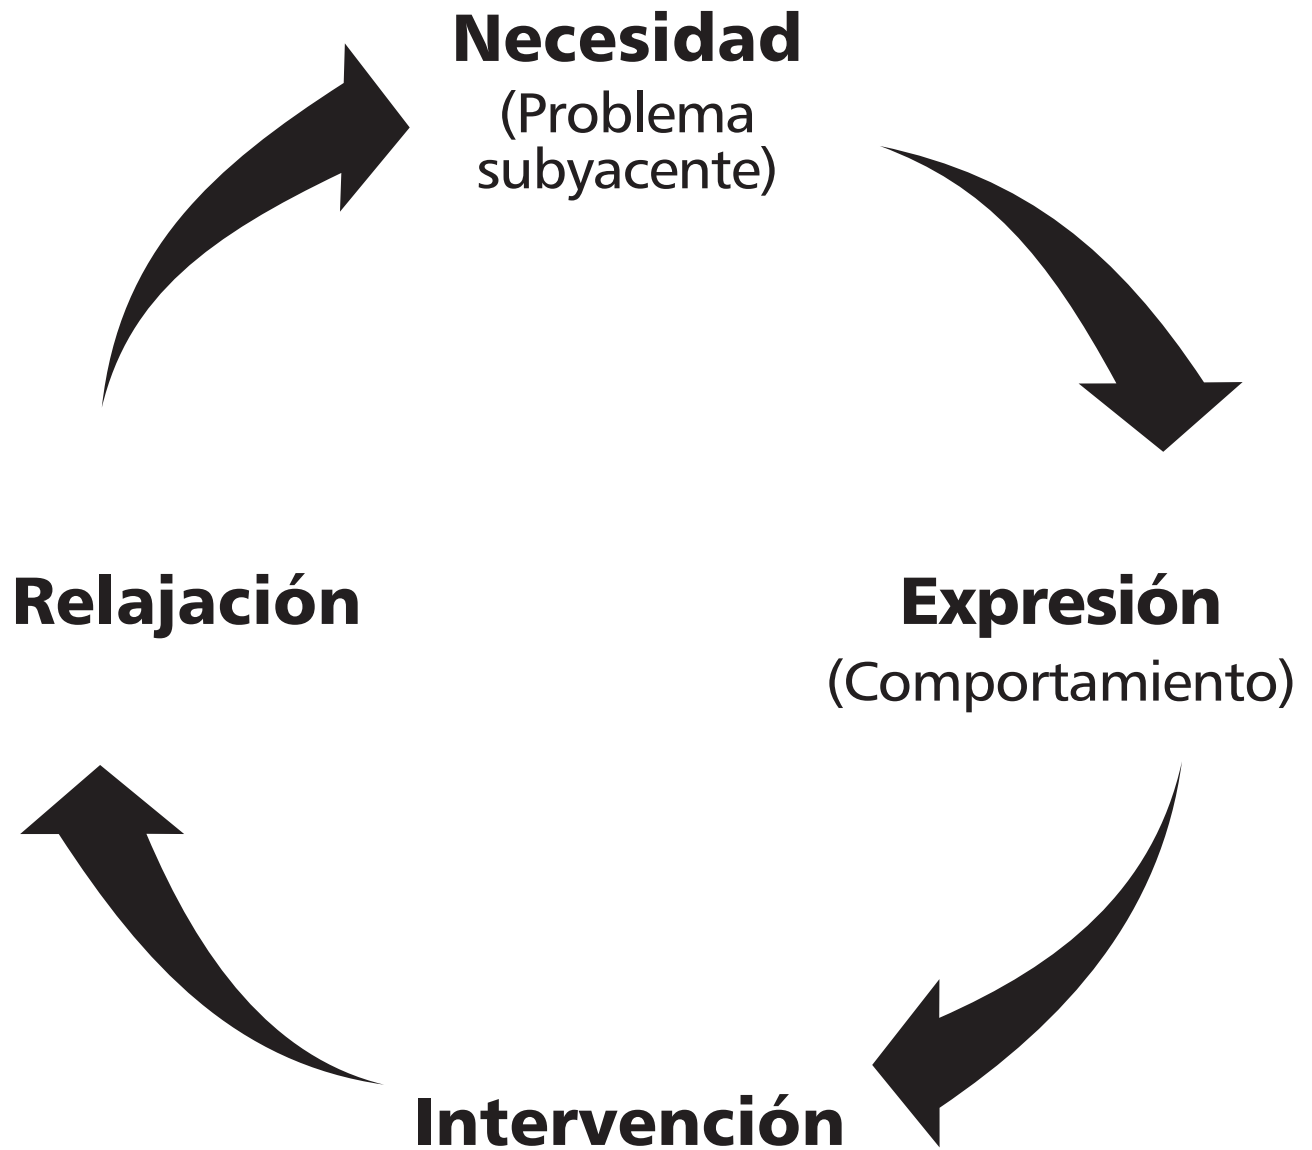 Necesidad
(Problema
subyacente)
Relajación
Expresión
(Comportamiento)
Intervención